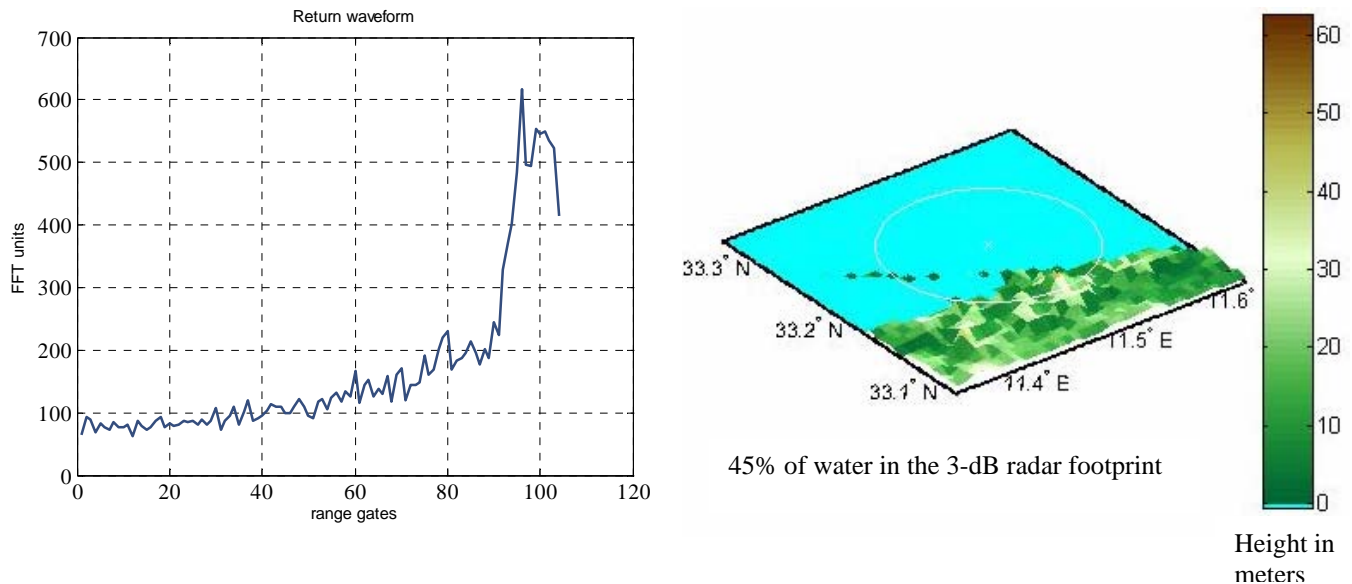 Return waveform
700
600
500
400
300
200
100
0
FFT units
0
20
40
60
80
100
120
range gates
33.3° N
33.2° N
33.1° N
11.4° E
11.5° E
11.6°
45% of water in the 3-dB radar footprint
60
50
40
30
20
10
0
Height in
meters